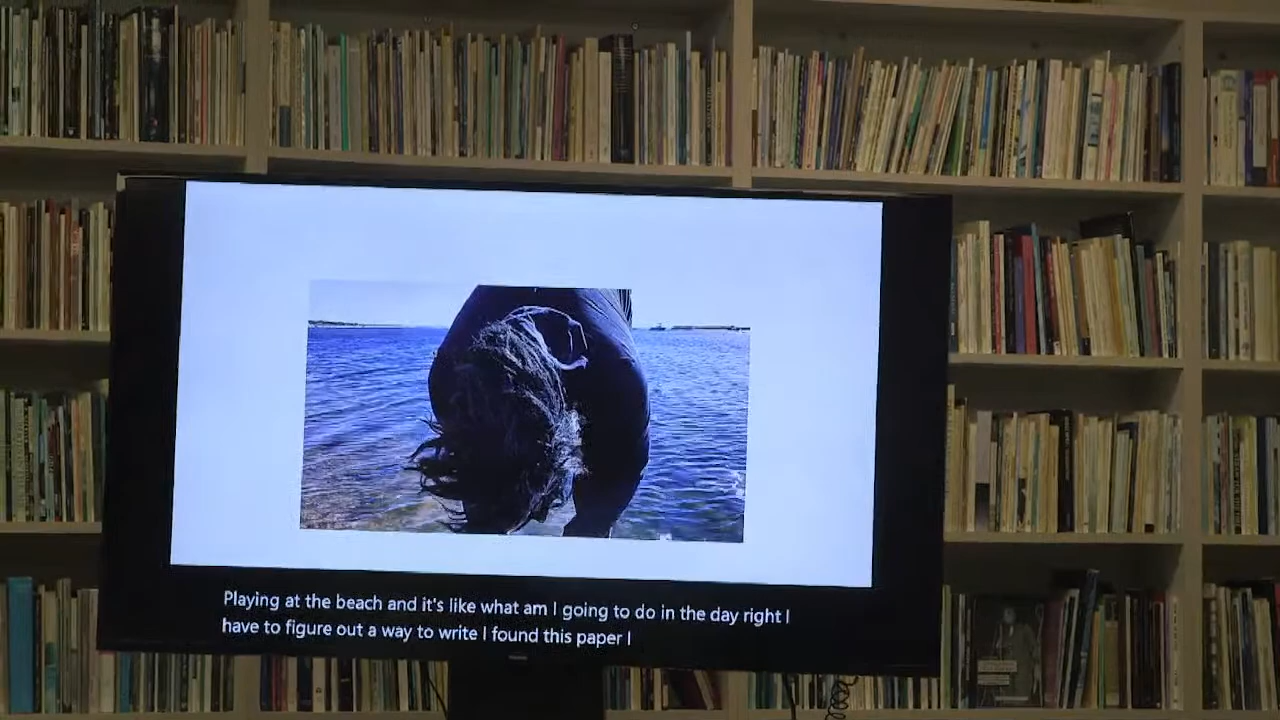 Playing at the beach and it's like what am I going to do in the day right I
have to figure out a way to write I found this paper I